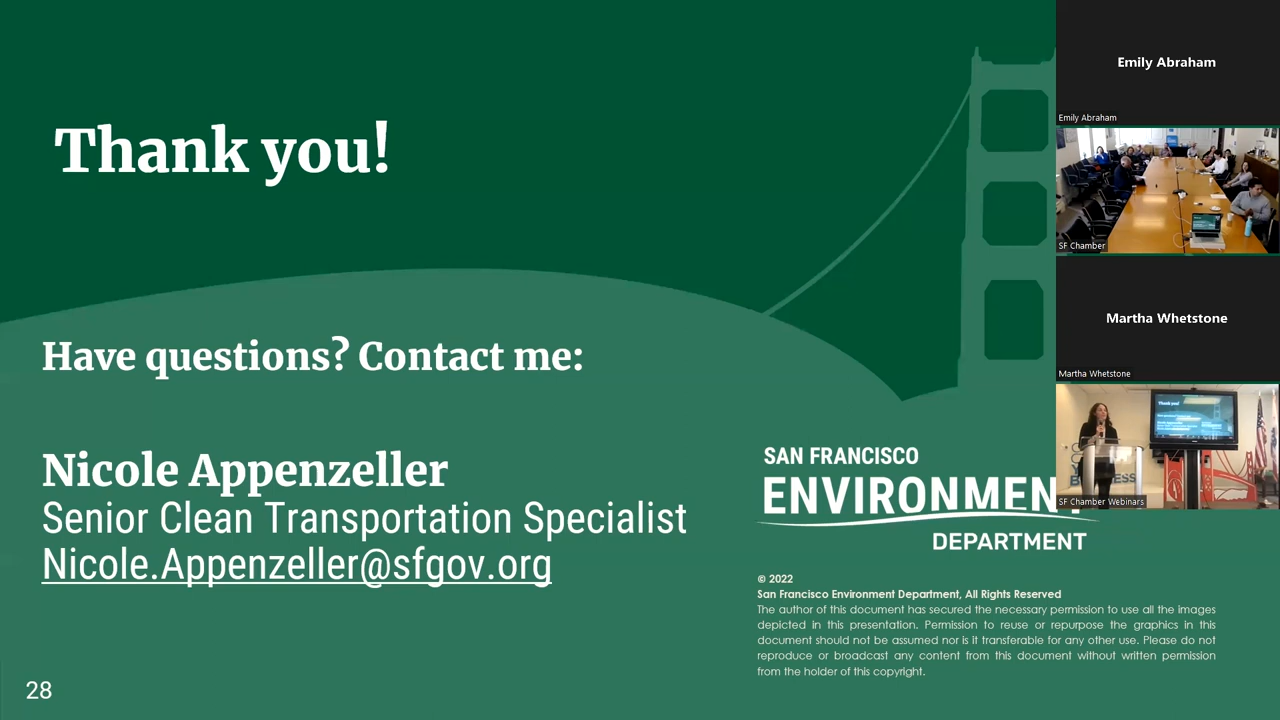 Thank you!
Have questions? Contact me:
Nicole Appenzeller
Senior Clean Transportation Specialist
Nicole.Appenzeller@sfgov.org
28
SAN FRANCISCO
ENVIRONMEN
DEPARTMENT
© 2022
San Francisco Environment Department, All Rights Reserved
The author of this document has secured the necessary permission to use all the images
depicted in this presentation. Permission to reuse or repurpose the graphics in this
document should not be assumed nor is it transferable for any other use. Please do not
reproduce or broadcast any content from this document without written permission
from the holder of this copyright.
Emily Abraham
Emily Abraham
SF Chamber
Martha Whetstone
Martha Whetstone
Thank you!
SF Chamber Webinars